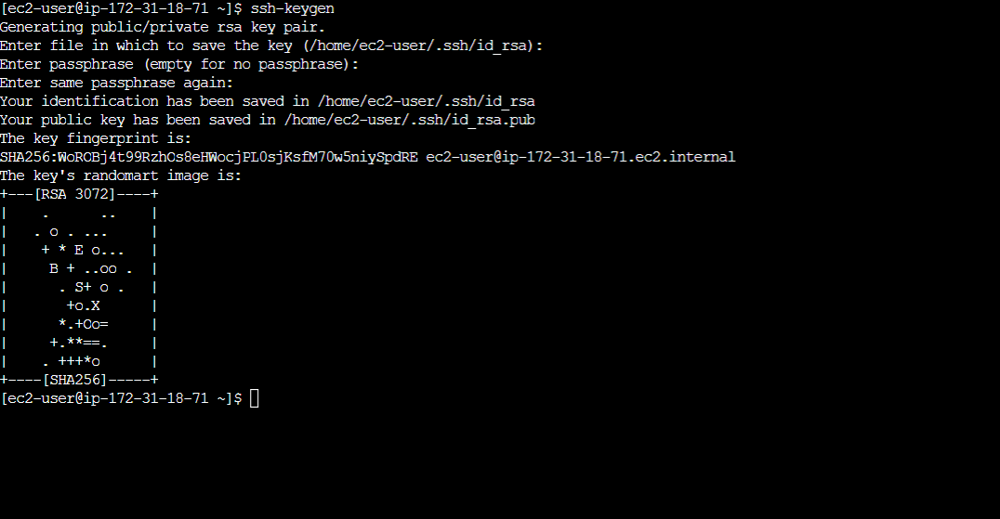 [ec2-user@ip-172-31-18-71 ~]$ ssh-keygen
Generating public/private rsa key pair.
Enter file in which to save the key (/home/ec2-user/.ssh/id_rsa):
Enter passphrase (empty for no passphrase):
Enter same passphrase again:
Your identification has been saved in /home/ec2-user/.ssh/id_rsa
Your public key has been saved in /home/ec2-user/.ssh/id_rsa.pub
The key fingerprint is:
SHA256:WoROBj4t99RzhOs8eHWocjPL0sjKsfM70w5niySpdRE ec2-user@ip-172-31-18-71.ec2.internal
The key's randomart image is:
+---[RSA 3072]----+
|    .      ..    |
|   . o . ...     |
|    + * E o...   |
|     B + ..oo .  |
|      . S+ o .   |
|       +o.X      |
|      *.+Oo=     |
|     +.**==.     |
|    . +++*o      |
+----[SHA256]-----+
[ec2-user@ip-172-31-18-71 ~]$